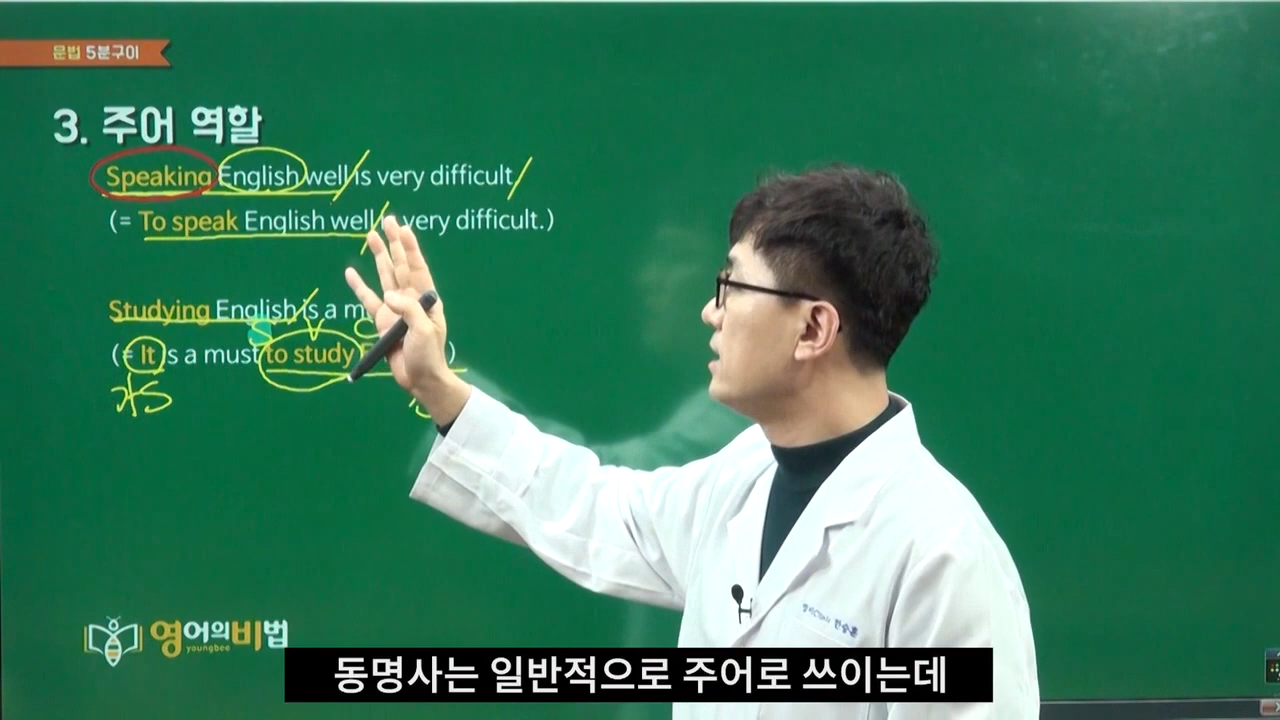 문법 5분구이
3. 주어 역할
Speaking English well is very difficult
(= To speak English well is very difficult.)
Studying English is a m
(= It is a must to study )
가S
영어의비법
youngbee
동명사는 일반적으로 주어로 쓰이는데